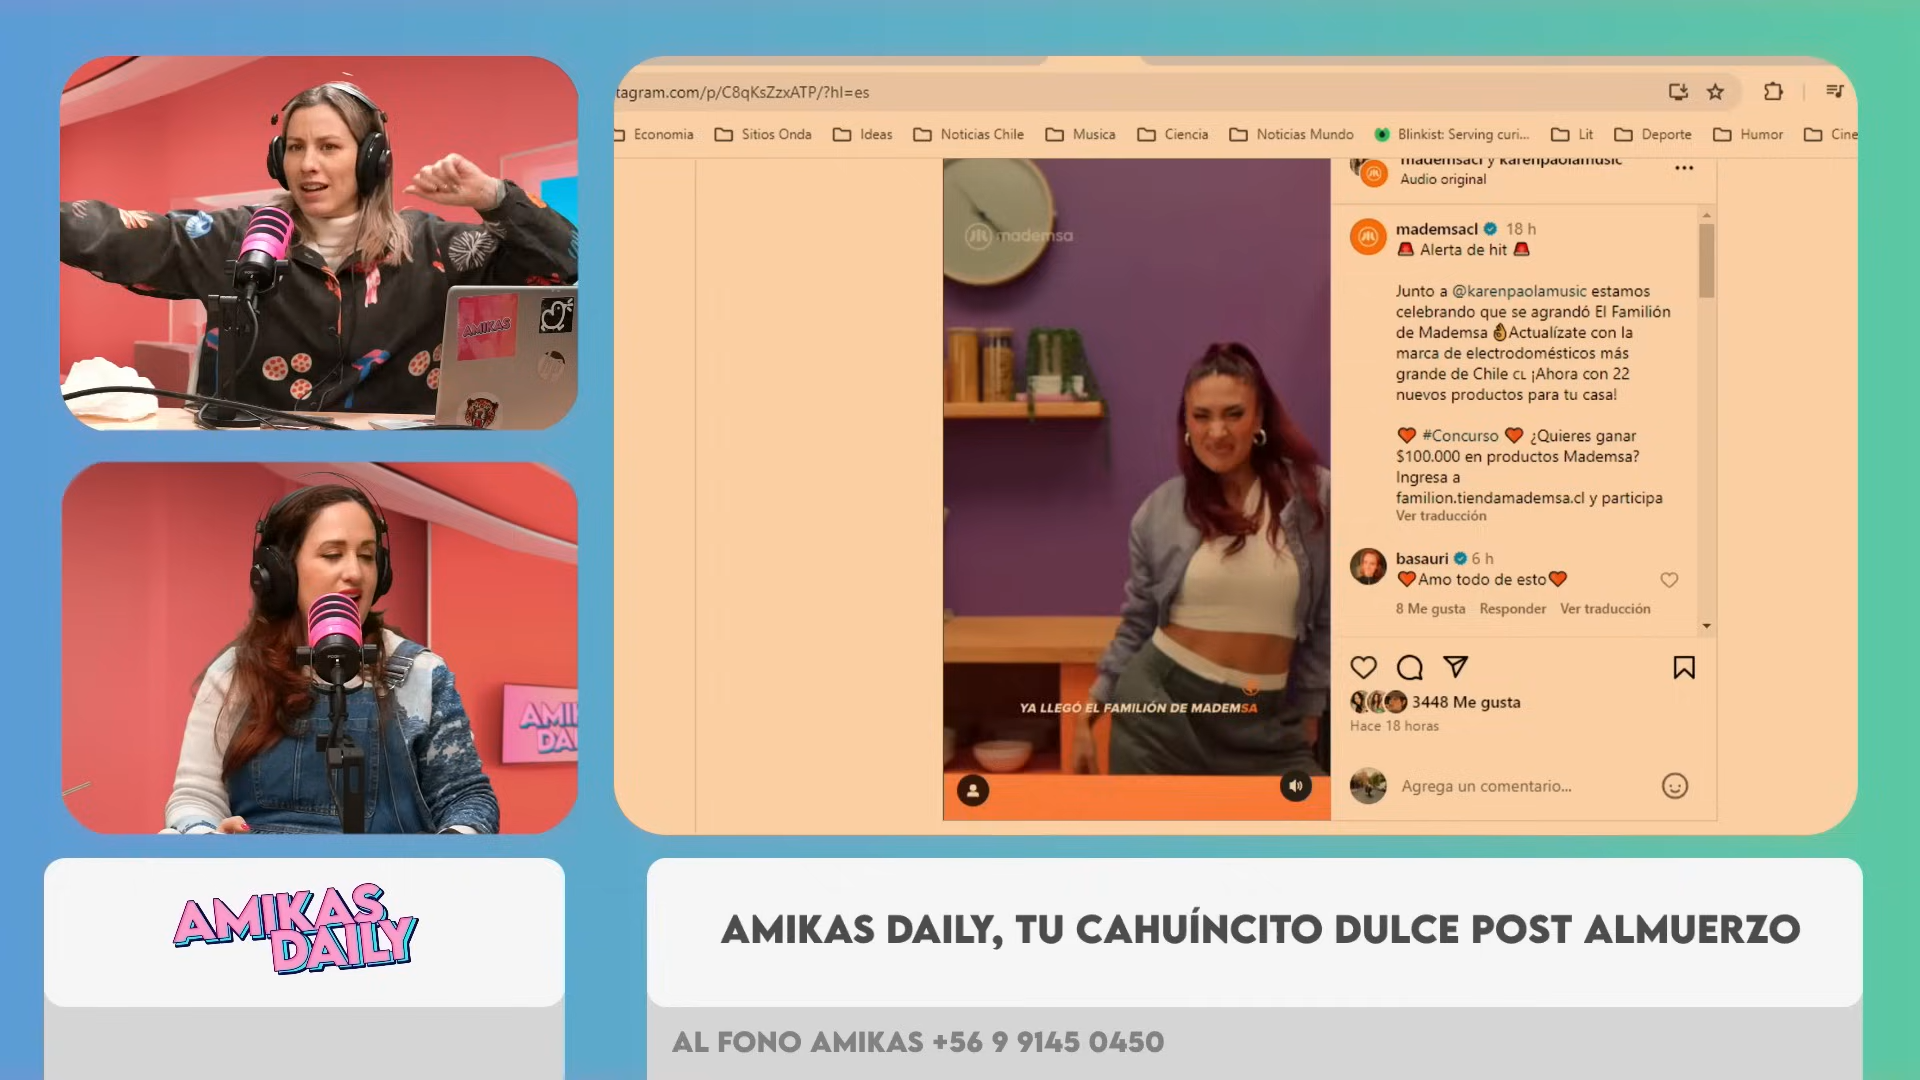 tagram.com/p/C8qKsZzxATP/?hl=es
Economia Sitios Onda Ideas Noticias Chile Musica Ciencia Noticias Mundo Blinkist: Serving curi... Lit Deporte Humor Cine
mademsacl y karenpaolamusic
Audio original
mademsa
mademsacl 18 h
🚨 Alerta de hit 🚨
Junto a @karenpaolamusic estamos
celebrando que se agrandó El Familión
de Mademsa 👌Actualízate con la
marca de electrodomésticos más
grande de Chile CL ¡Ahora con 22
nuevos productos para tu casa!
🧡 #Concurso 🧡 ¿Quieres ganar
$100.000 en productos Mademsa?
Ingresa a
familion.tiendamademsa.cl y participa
Ver traducción
basauri 6 h
🧡Amo todo de esto🧡
8 Me gusta Responder Ver traducción
3448 Me gusta
Hace 18 horas
Agrega un comentario...
YA LLEGÓ EL FAMILIÓN DE MADEMSA
AMIKAS
AMI
DA
AMIKAS
DAILY
AMIKAS DAILY, TU CAHUÍNCITO DULCE POST ALMUERZO
AL FONO AMIKAS +56 9 9145 0450